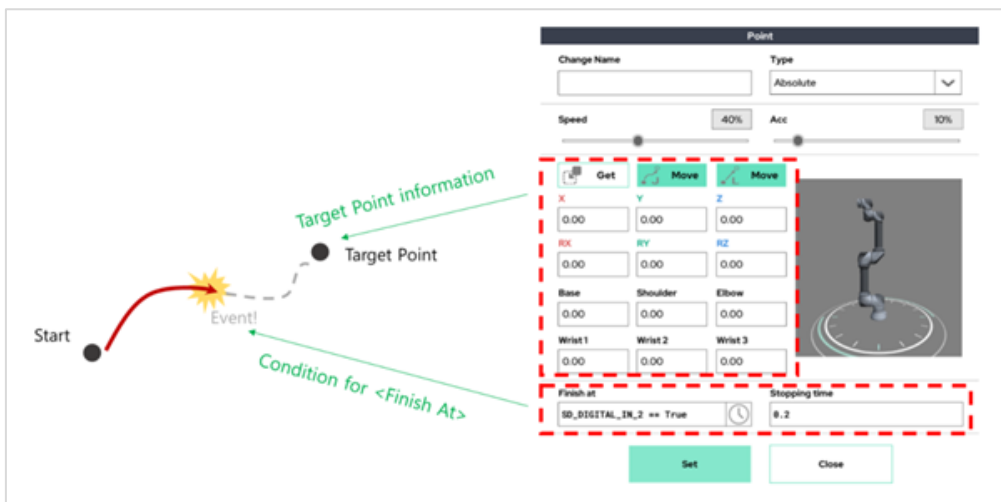 Point
Change Name
Type
Absolute
Speed
40%
Acc
10%
Get
Move
Move
X
Y
Z
0.00
0.00
0.00
RX
RY
RZ
0.00
0.00
0.00
Base
Shoulder
Elbow
0.00
0.00
0.00
Wrist 1
Wrist 2
Wrist 3
0.00
0.00
0.00
Finish at
Stopping time
SD_DIGITAL_IN_2 == True
0.2
Set
Close
Target Point information
Target Point
Event!
Start
Condition for <Finish At>